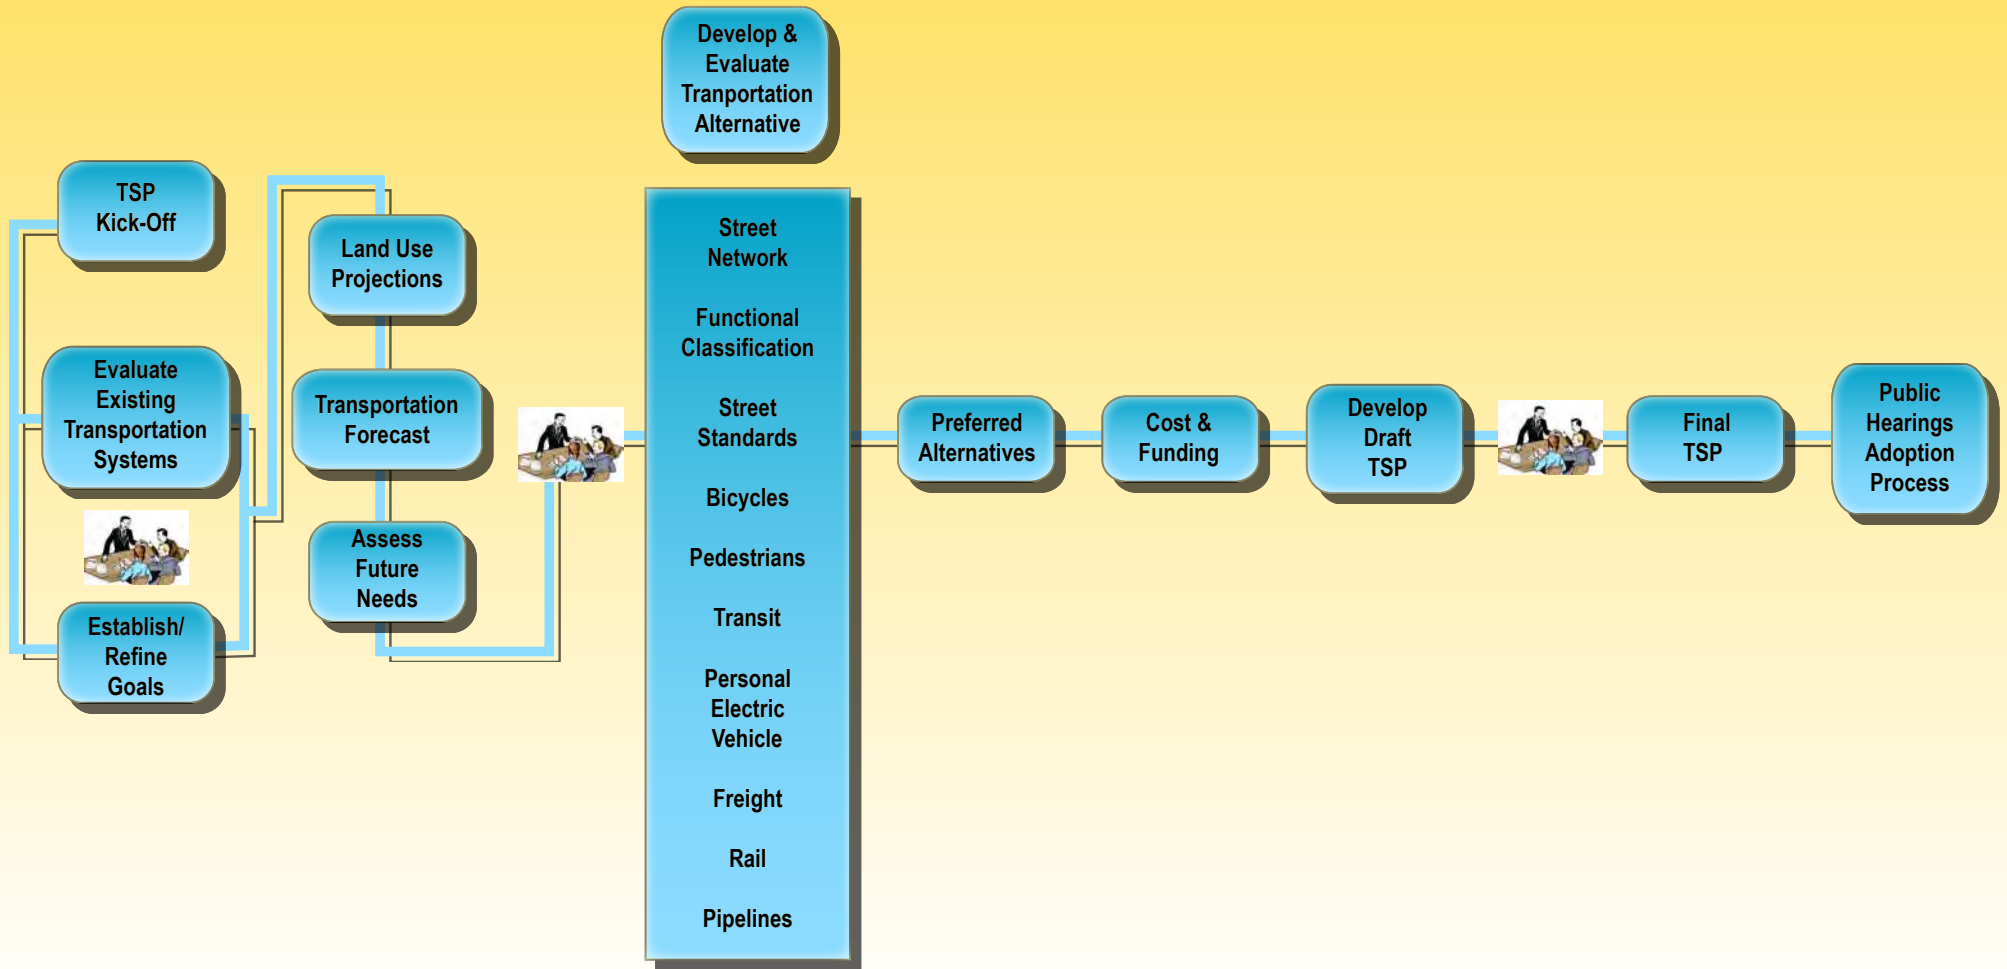 Develop &
Evaluate
Tranportation
Alternative
TSP
Kick-Off
Evaluate
Existing
Transportation
Systems
Establish/
Refine
Goals
Land Use
Projections
Transportation
Forecast
Assess
Future
Needs
Street
Network
Functional
Classification
Street
Standards
Bicycles
Pedestrians
Transit
Personal
Electric
Vehicle
Freight
Rail
Pipelines
Preferred
Alternatives
Cost &
Funding
Develop
Draft
TSP
Final
TSP
Public
Hearings
Adoption
Process